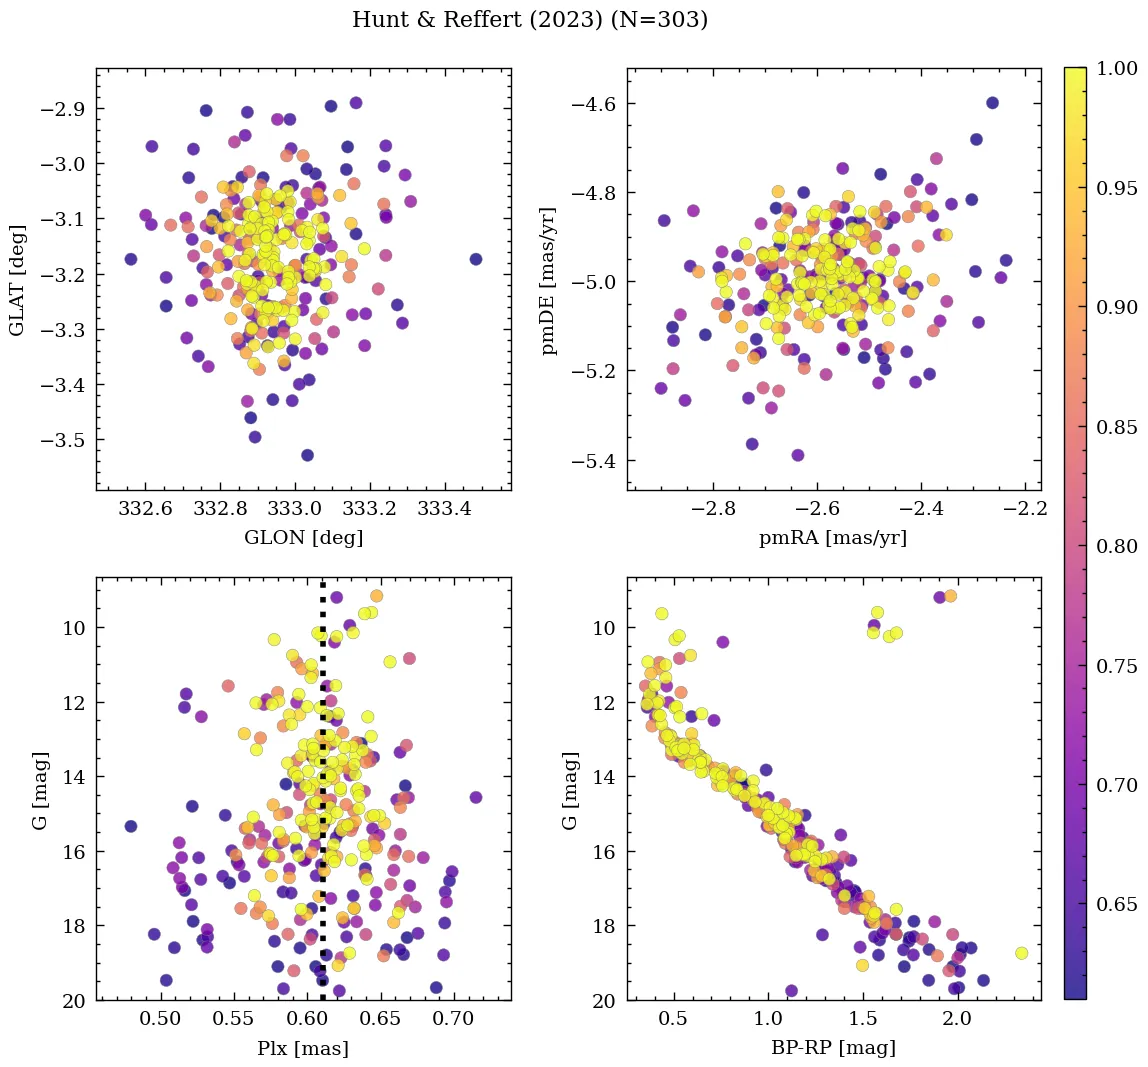 Hunt & Reffert (2023) (N=303)
−2.9
−3.0
−3.1
−3.2
−3.3
−3.4
−3.5
GLAT [deg]
332.6 332.8 333.0 333.2 333.4
GLON [deg]
−4.6
−4.8
−5.0
−5.2
−5.4
pmDE [mas/yr]
−2.8 −2.6 −2.4 −2.2
pmRA [mas/yr]
10
12
14
16
18
20
G [mag]
0.50 0.55 0.60 0.65 0.70
Plx [mas]
10
12
14
16
18
20
G [mag]
0.5 1.0 1.5 2.0
BP-RP [mag]
1.00
0.95
0.90
0.85
0.80
0.75
0.70
0.65